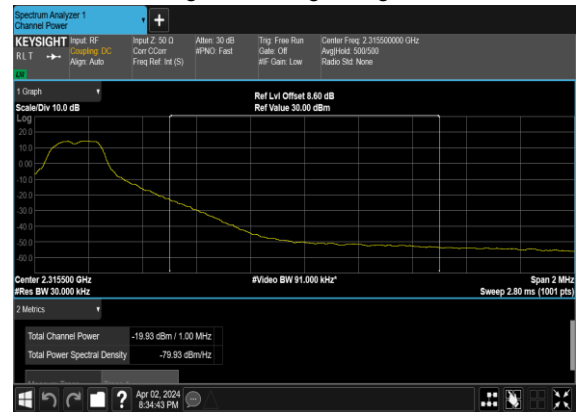 Spectrum Analyzer 1
Channel Power
+
KEYSIGHT Input: RF Input Z: 50 Ω Atten: 30 dB Trig: Free Run Center Freq: 2.315500000 GHz
RLT Coupling: DC Corr CCorr #PNO: Fast Gate: Off Avg|Hold: 500/500
Align: Auto Freq Ref: Int (S) #IF Gain: Low Radio Std: None
1 Graph
Ref Lvl Offset 8.60 dB
Scale/Div 10.0 dB Ref Value 30.00 dBm
Log
20.0
10.0
0.00
-10.0
-20.0
-30.0
-40.0
-50.0
-60.0
Center 2.315500 GHz #Video BW 91.000 kHz* Span 2 MHz
#Res BW 30.000 kHz Sweep 2.80 ms (1001 pts)
2 Metrics
Total Channel Power -19.93 dBm / 1.00 MHz
Total Power Spectral Density -79.93 dBm/Hz
? Apr 02, 2024
8:34:43 PM